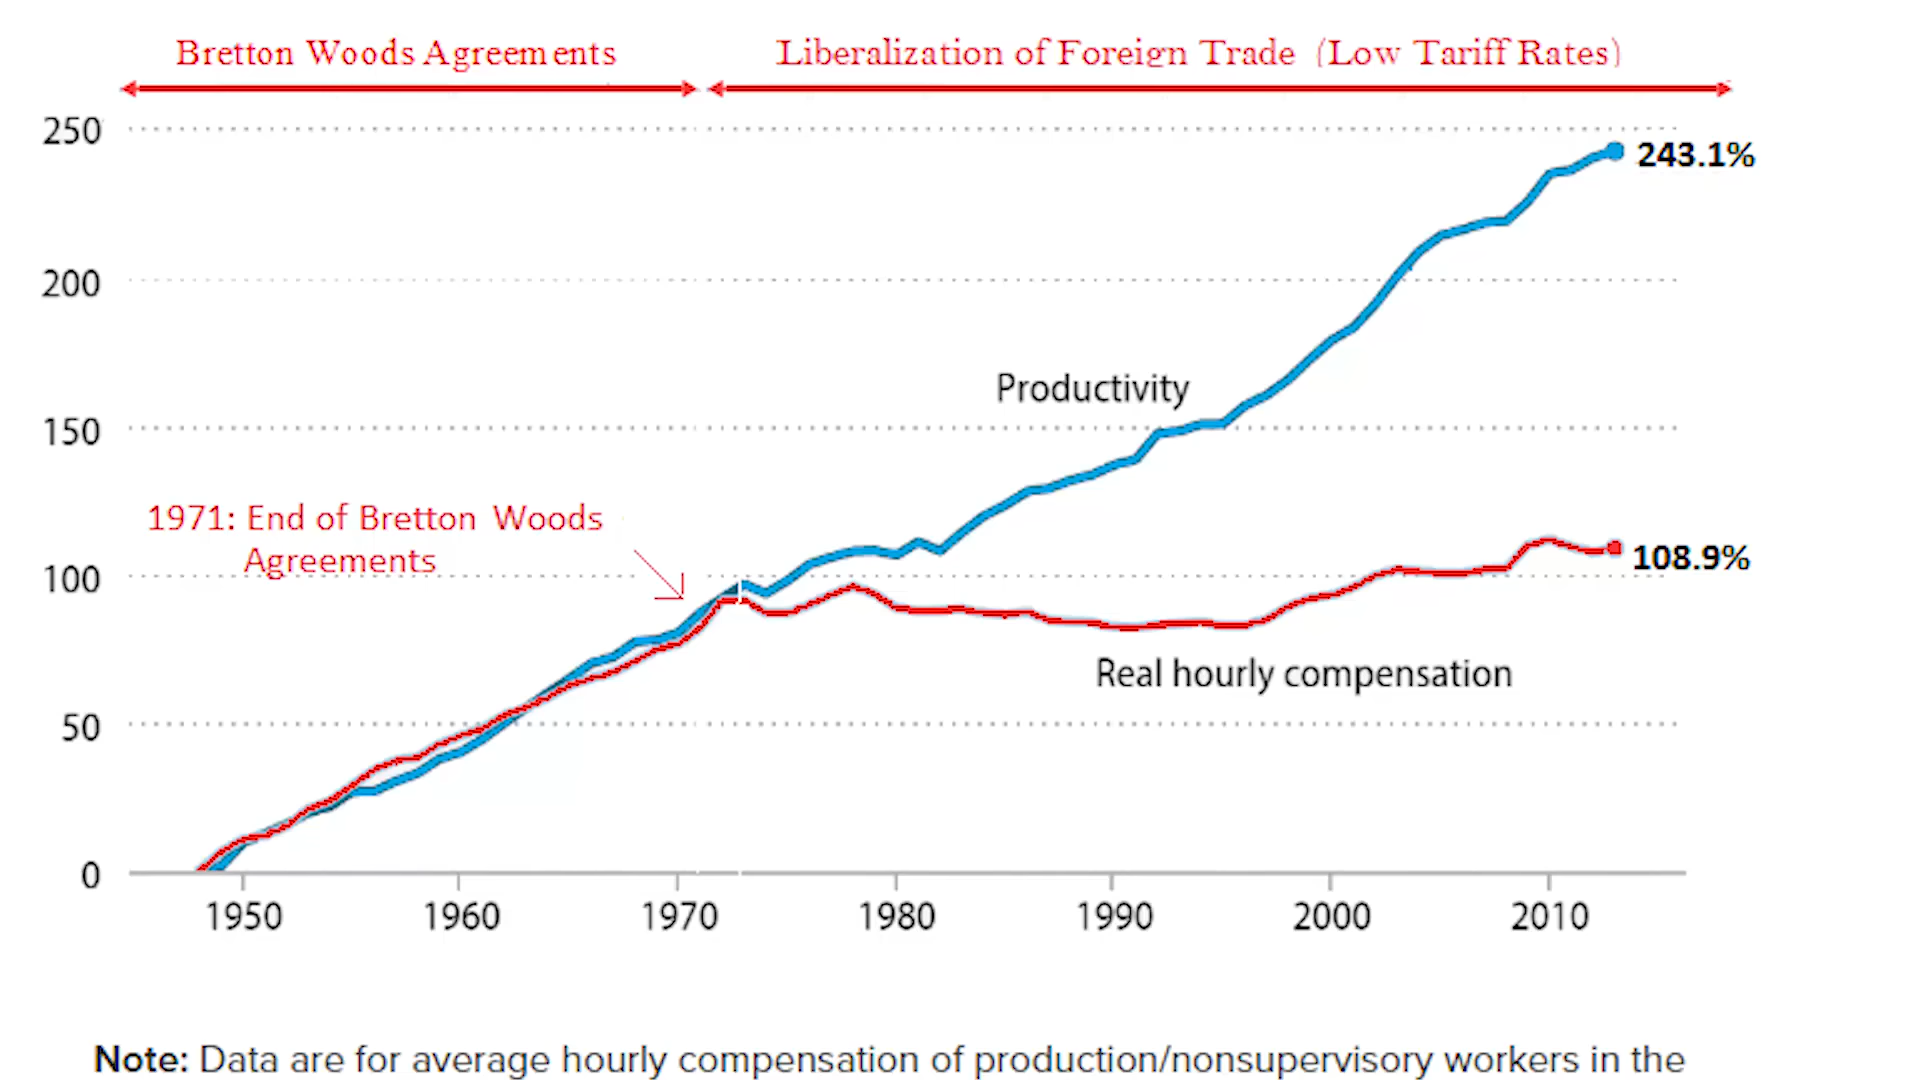 Bretton Woods Agreements
Liberalization of Foreign Trade (Low Tariff Rates)
250
243.1%
200
Productivity
150
1971: End of Bretton Woods
Agreements
100
108.9%
Real hourly compensation
50
0
1950 1960 1970 1980 1990 2000 2010
Note: Data are for average hourly compensation of production/nonsupervisory workers in the